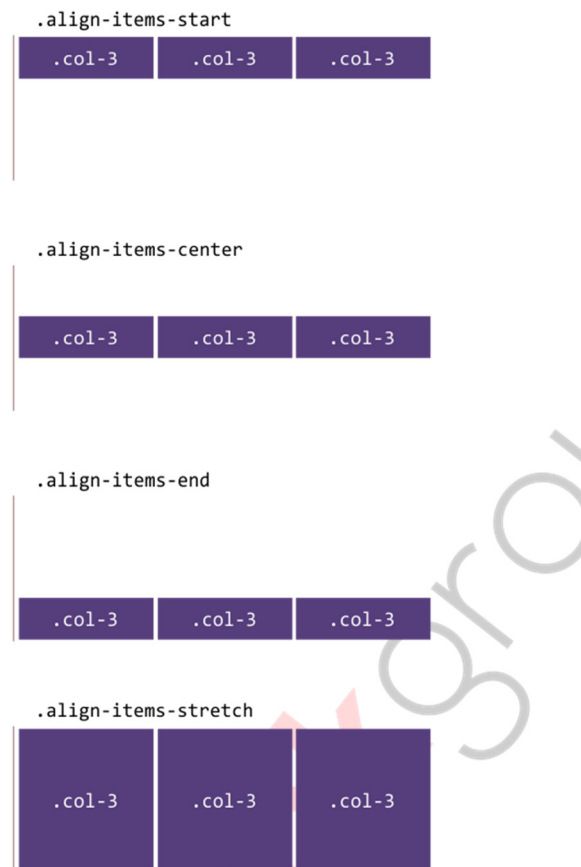 .align-items-start
.col-3 .col-3 .col-3
.align-items-center
.col-3 .col-3 .col-3
.align-items-end
.col-3 .col-3 .col-3
.align-items-stretch
.col-3 .col-3 .col-3